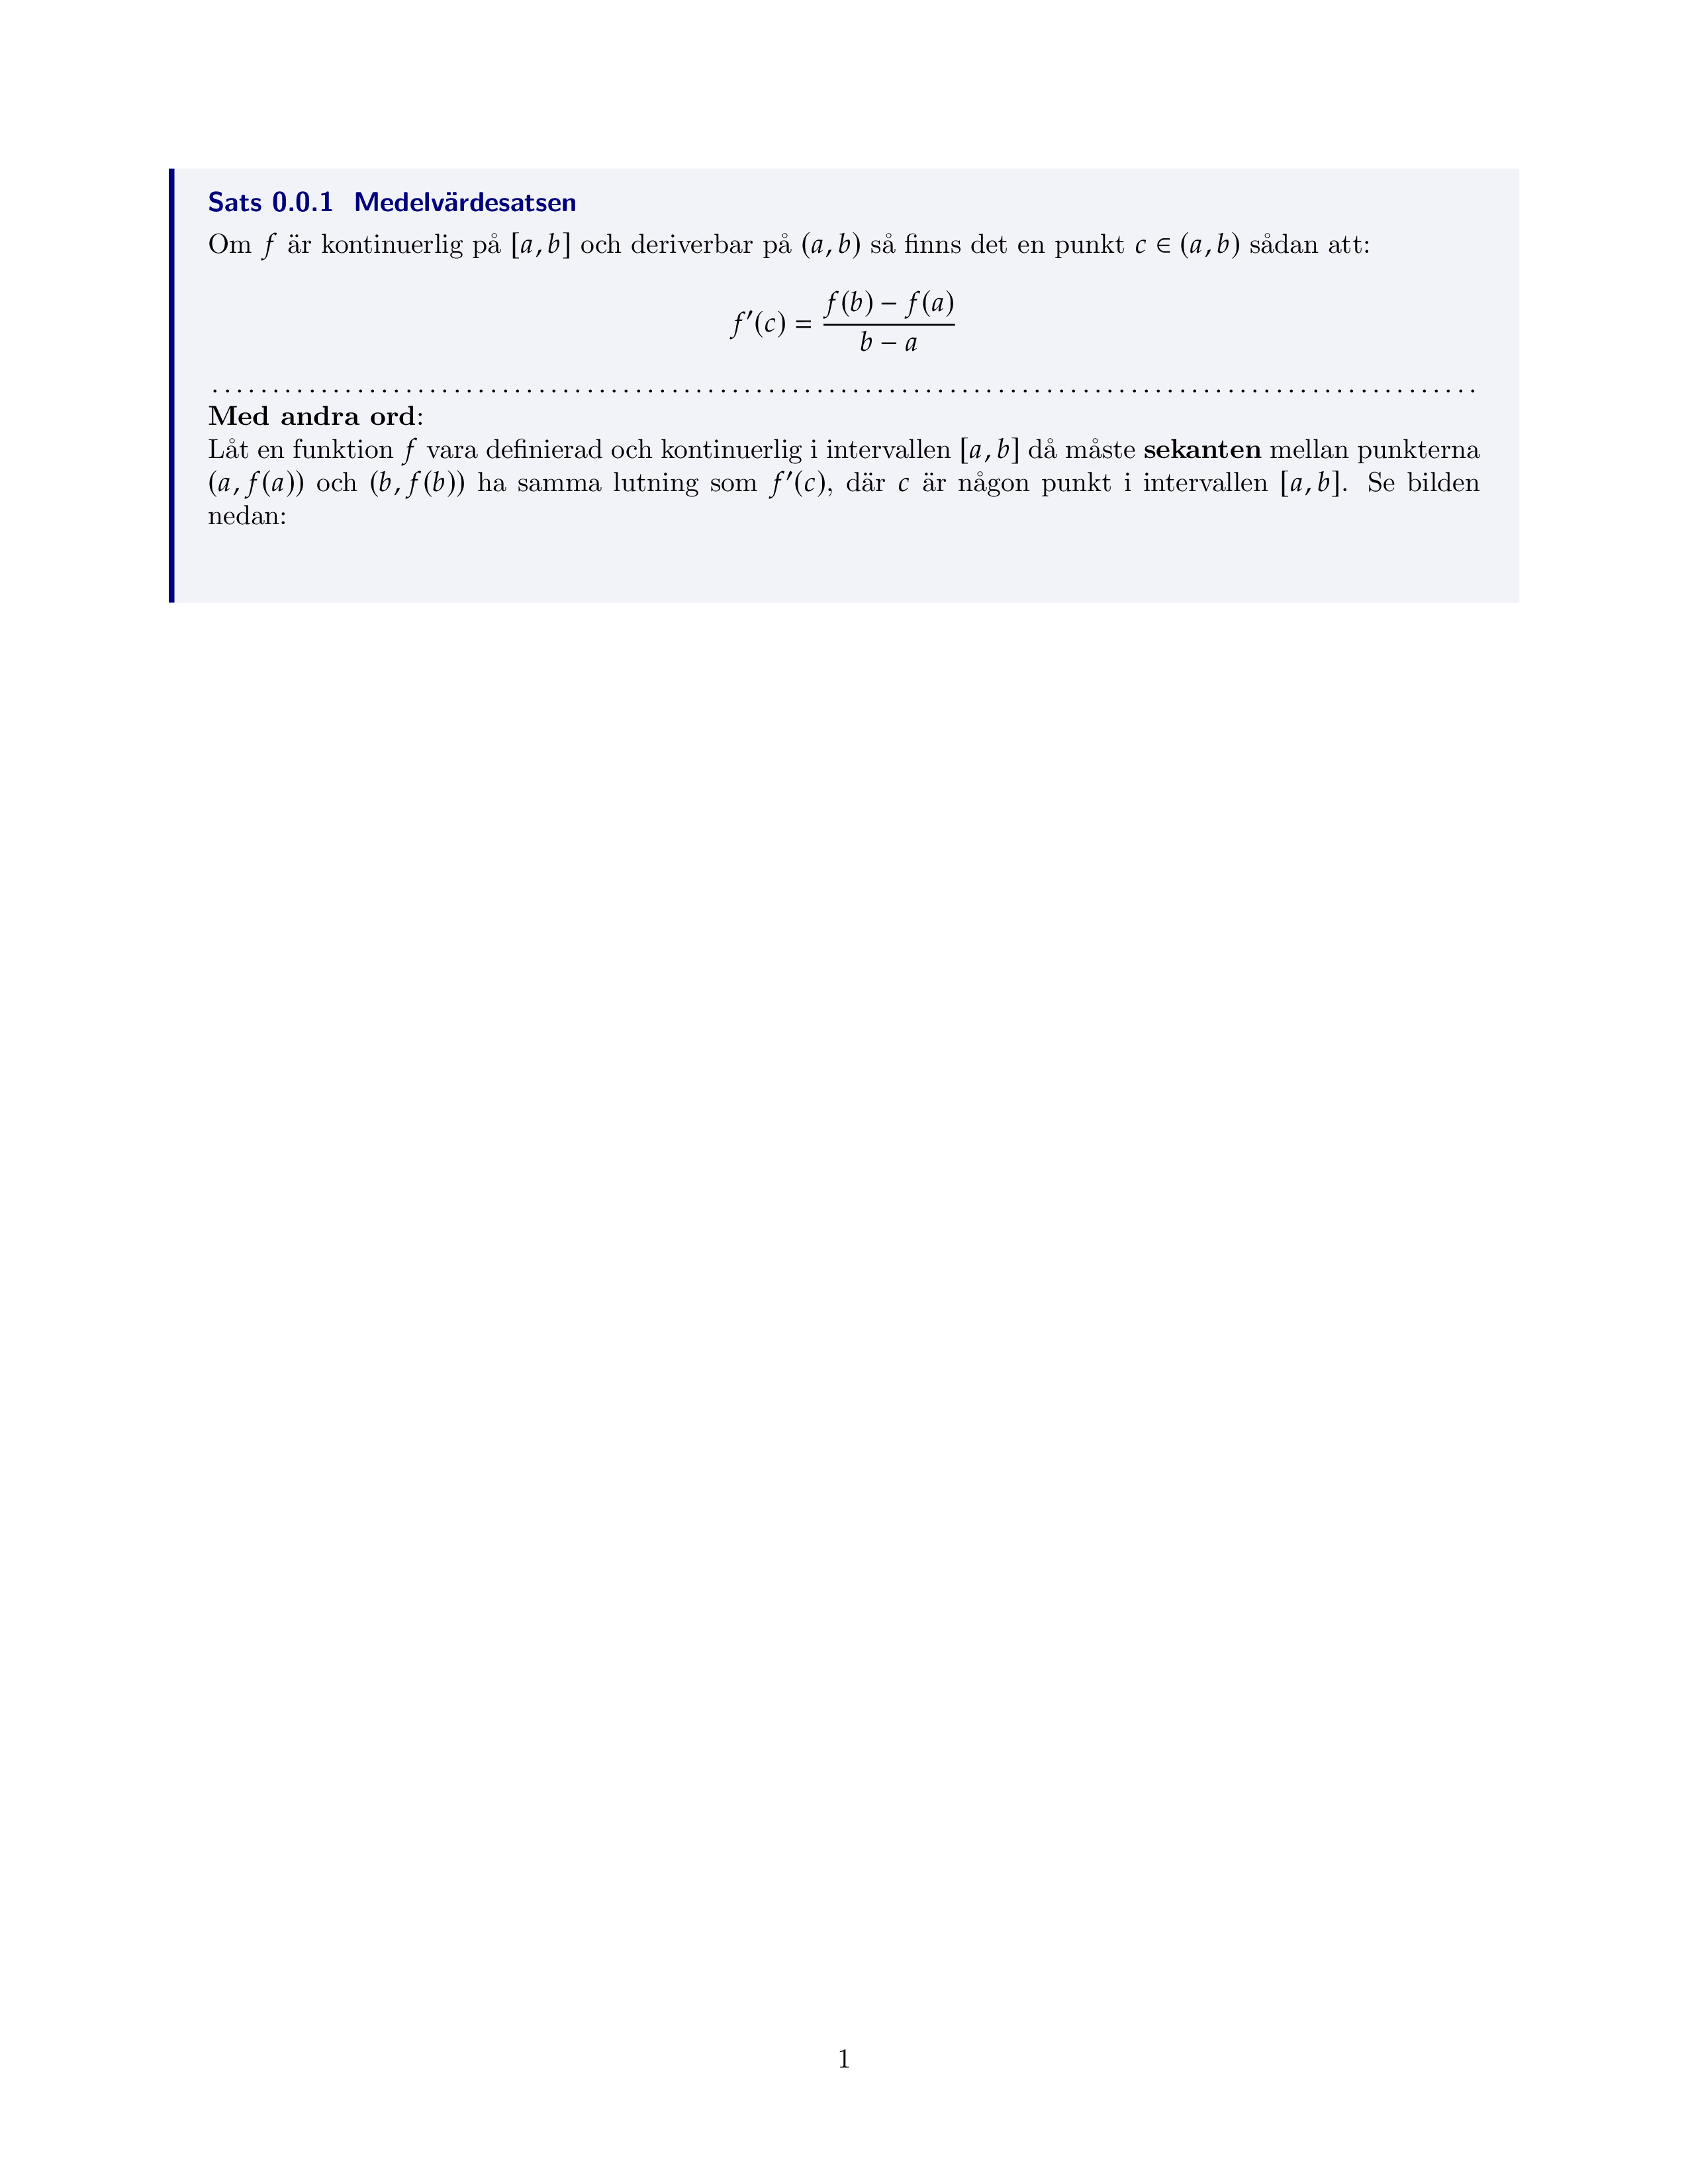 Sats 0.0.1 Medelvärdesatsen
Om f är kontinuerlig på [a, b] och deriverbar på (a, b) så finns det en punkt c ∈ (a, b) sådan att:
f′(c) = \frac{f(b) − f(a)}{b − a}
Med andra ord:
Låt en funktion f vara definierad och kontinuerlig i intervallen [a, b] då måste sekanten mellan punkterna
(a, f(a)) och (b, f(b)) ha samma lutning som f′(c), där c är någon punkt i intervallen [a, b]. Se bilden
nedan:
1